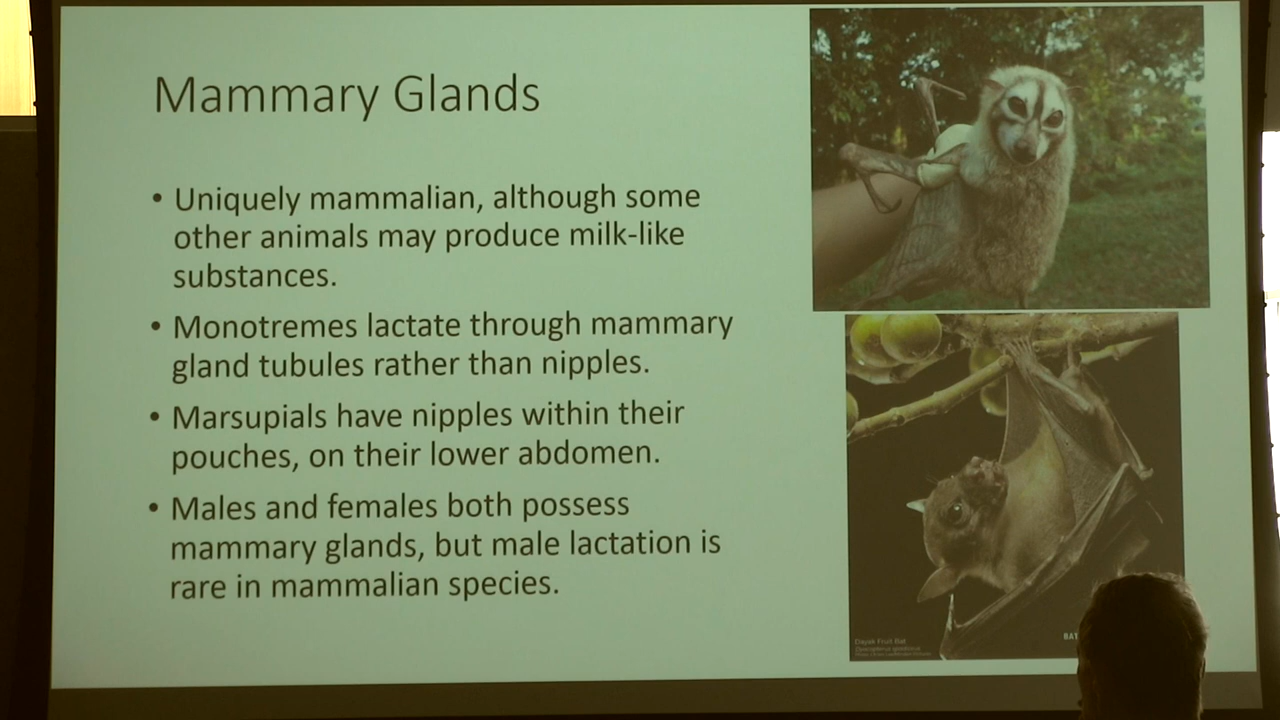 Mammary Glands
• Uniquely mammalian, although some
other animals may produce milk-like
substances.
• Monotremes lactate through mammary
gland tubules rather than nipples.
• Marsupials have nipples within their
pouches, on their lower abdomen.
• Males and females both possess
mammary glands, but male lactation is
rare in mammalian species.
Dayak Fruit Bat
BAT